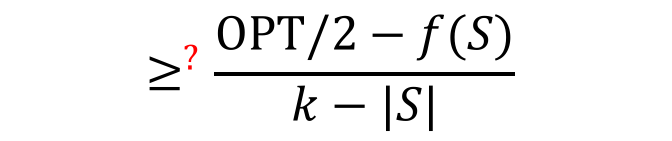 ≥? OPT/2 − f(S)
k − |S|